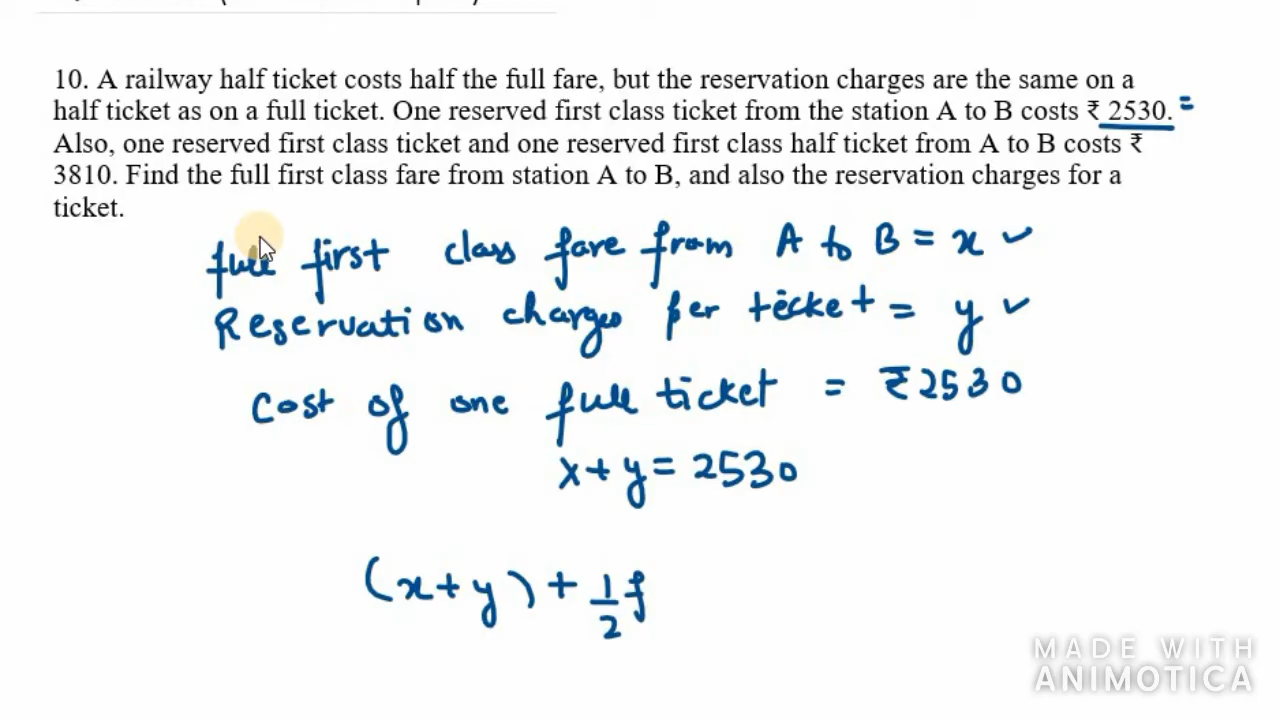 10. A railway half ticket costs half the full fare, but the reservation charges are the same on a
half ticket as on a full ticket. One reserved first class ticket from the station A to B costs ₹ 2530. =
Also, one reserved first class ticket and one reserved first class half ticket from A to B costs ₹
3810. Find the full first class fare from station A to B, and also the reservation charges for a
ticket.
full first class fare from A to B = x ✓
Reservation charges per ticket = y ✓
Cost of one full ticket = ₹2530
x + y = 2530
(x + y) + 1/2 f
MADE WITH
ANIMOTICA